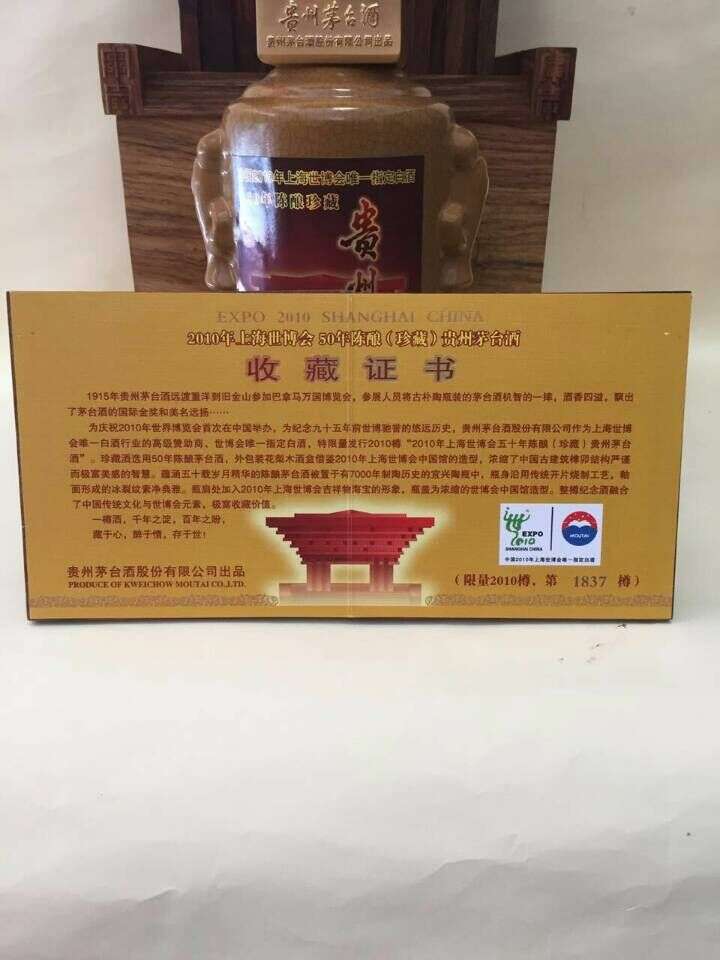 贵州茅台酒
贵州茅台酒股份有限公司出品
年上海世博会唯一指定白酒
50年陈酿珍藏
贵
州
EXPO 2010 SHANGHAI CHINA
2010年上海世博会 50年陈酿（珍藏）贵州茅台酒
收藏证书
1915年贵州茅台酒远渡重洋到旧金山参加巴拿马万国博览会，参展人员将古朴陶瓶装的茅台酒机智的一摔，酒香四溢，飘出
了茅台酒的国际金奖和美名远扬……
为庆祝2010年世界博览会首次在中国举办，为纪念九十五年前世博驰誉的悠远历史，贵州茅台酒股份有限公司作为上海世博
会唯一白酒行业的高级赞助商、世博会唯一指定白酒，特限量发行2010樽“2010年上海世博会五十年陈酿（珍藏）贵州茅台
酒”。珍藏酒选用50年陈酿茅台酒，外包装花梨木酒盒借鉴2010年上海世博会中国馆的造型，浓缩了中国古建筑榫卯结构严谨
而极富美感的智慧。蕴涵五十载岁月精华的陈酿茅台酒被置于有7000年制陶历史的宜兴陶瓶中，瓶身沿用传统开片烧制工艺，釉
面形成的冰裂纹素净典雅。瓶肩处加入2010年上海世博会吉祥物海宝的形象，瓶盖为浓缩的世博会中国馆造型。整樽纪念酒融合
了中国传统文化与世博会元素，极富收藏价值。
一樽酒，千年之淀，百年之盼，
藏于心，醉于情，存于世！
EXPO
2010
SHANGHAI CHINA
MOUTAI
中国2010年上海世博会唯一指定白酒
贵州茅台酒股份有限公司出品
PRODUCE OF KWEICHOW MOUTAI CO.,LTD.
（限量2010樽、第 1837 樽）